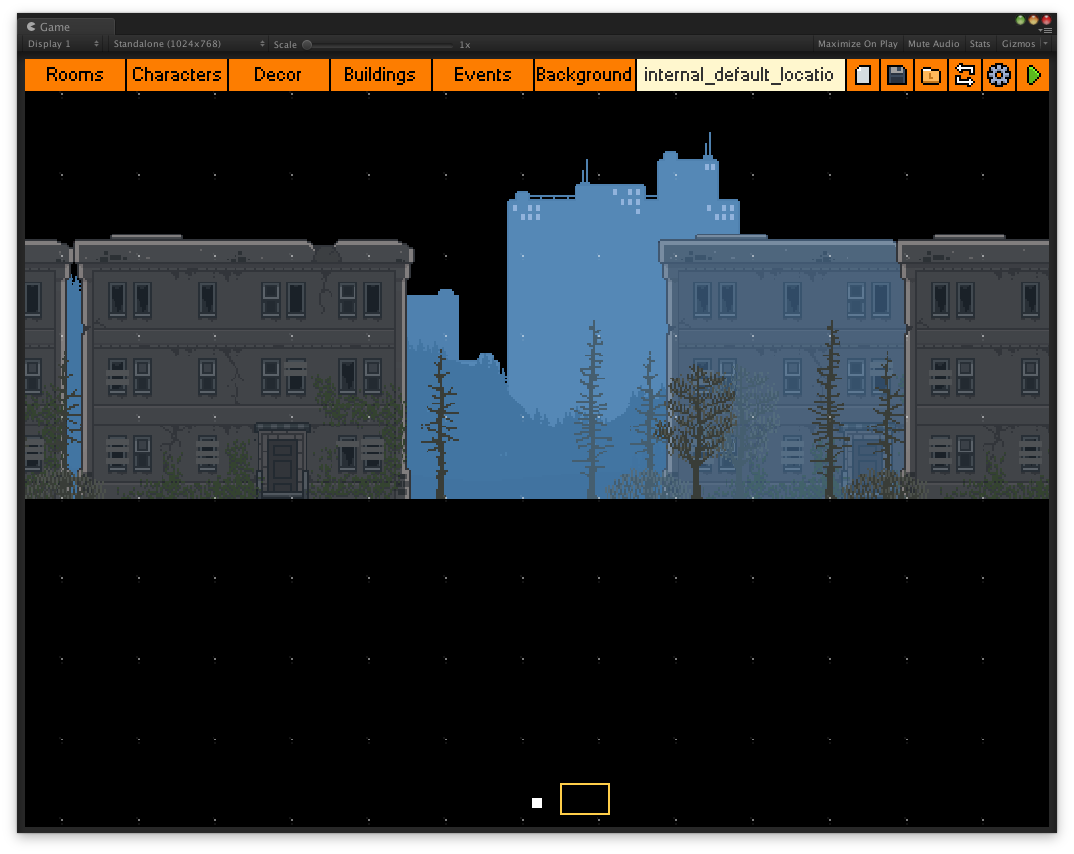 Game
Display 1 Standalone (1024x768) Scale 1x Maximize On Play Mute Audio Stats Gizmos
Rooms Characters Decor Buildings Events Background internal_default_locatio
L